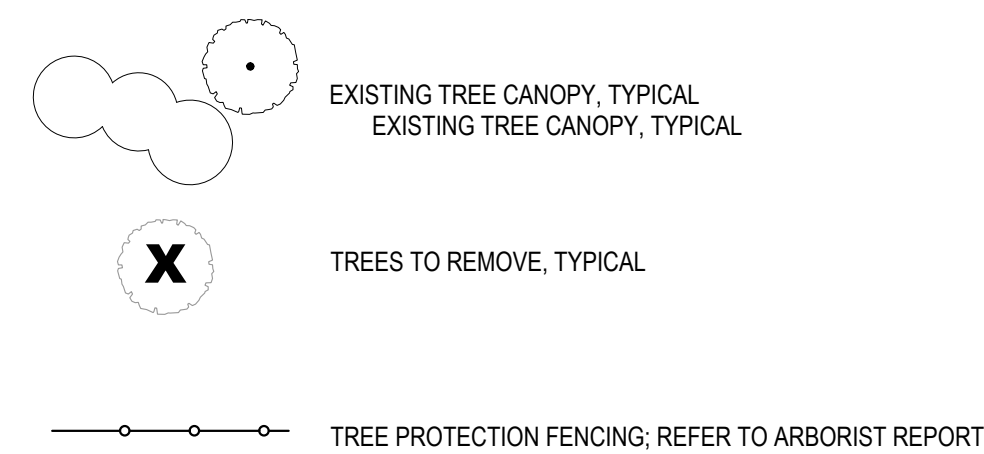 EXISTING TREE CANOPY, TYPICAL
EXISTING TREE CANOPY, TYPICAL
X
TREES TO REMOVE, TYPICAL
TREE PROTECTION FENCING; REFER TO ARBORIST REPORT